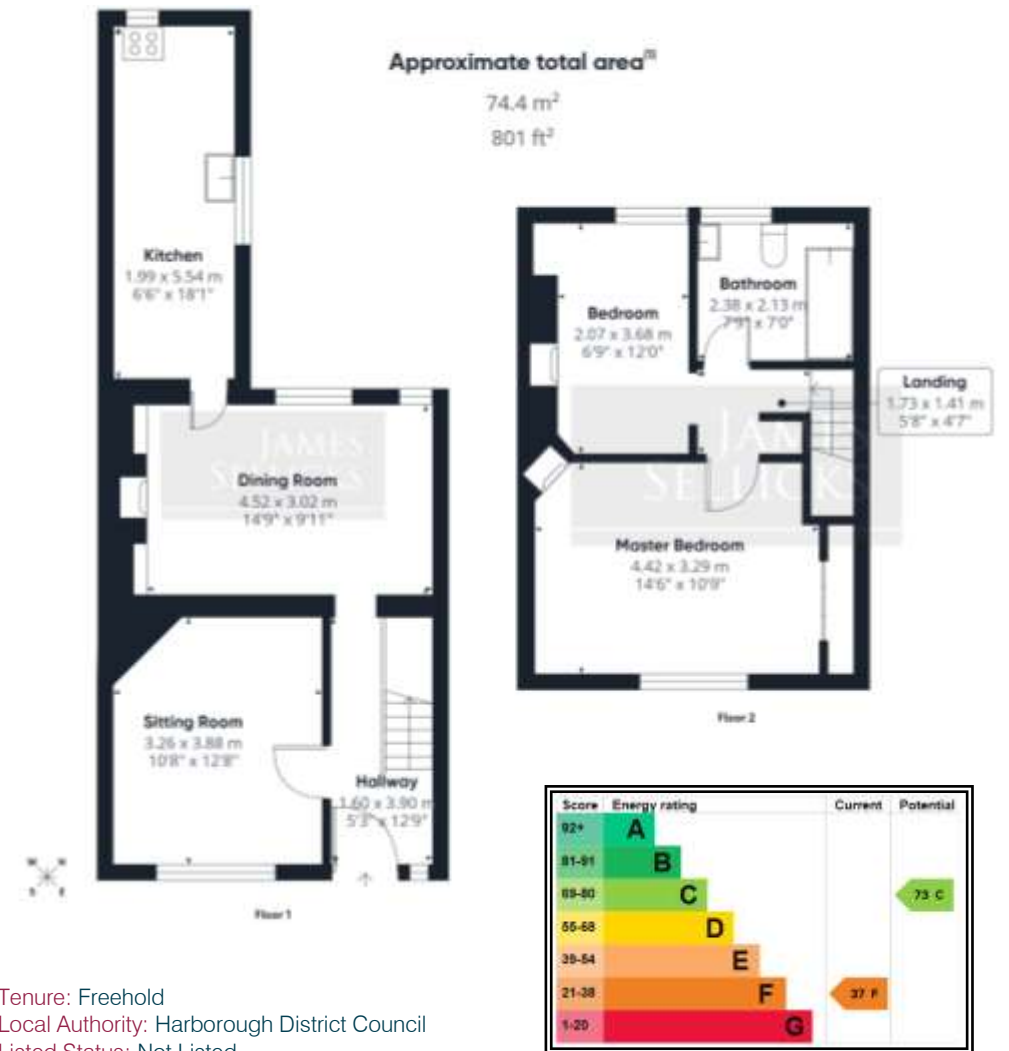 Approximate total area
74.4 m²
801 ft²
Kitchen
1.99 x 5.54 m
6'6" x 18'1"
JAMES
SELLICKS
Dining Room
4.52 x 3.02 m
14'9" x 9'11"
Sitting Room
3.26 x 3.88 m
10'8" x 12'8"
Hallway
1.60 x 3.90 m
5'3" x 12'9"
Floor 1
Bedroom
2.07 x 3.68 m
6'9" x 12'0"
Bathroom
2.38 x 2.13 m
7'9" x 7'0"
Landing
1.73 x 1.41 m
5'8" x 4'7"
JAMES
SELLICKS
Master Bedroom
4.42 x 3.29 m
14'6" x 10'9"
Floor 2
Score Energy rating Current Potential
92+ A
81-91 B
69-80 C 73 C
55-68 D
39-54 E
21-38 F 37 F
1-20 G
Tenure: Freehold
Local Authority: Harborough District Council
Listed Status: Not Listed